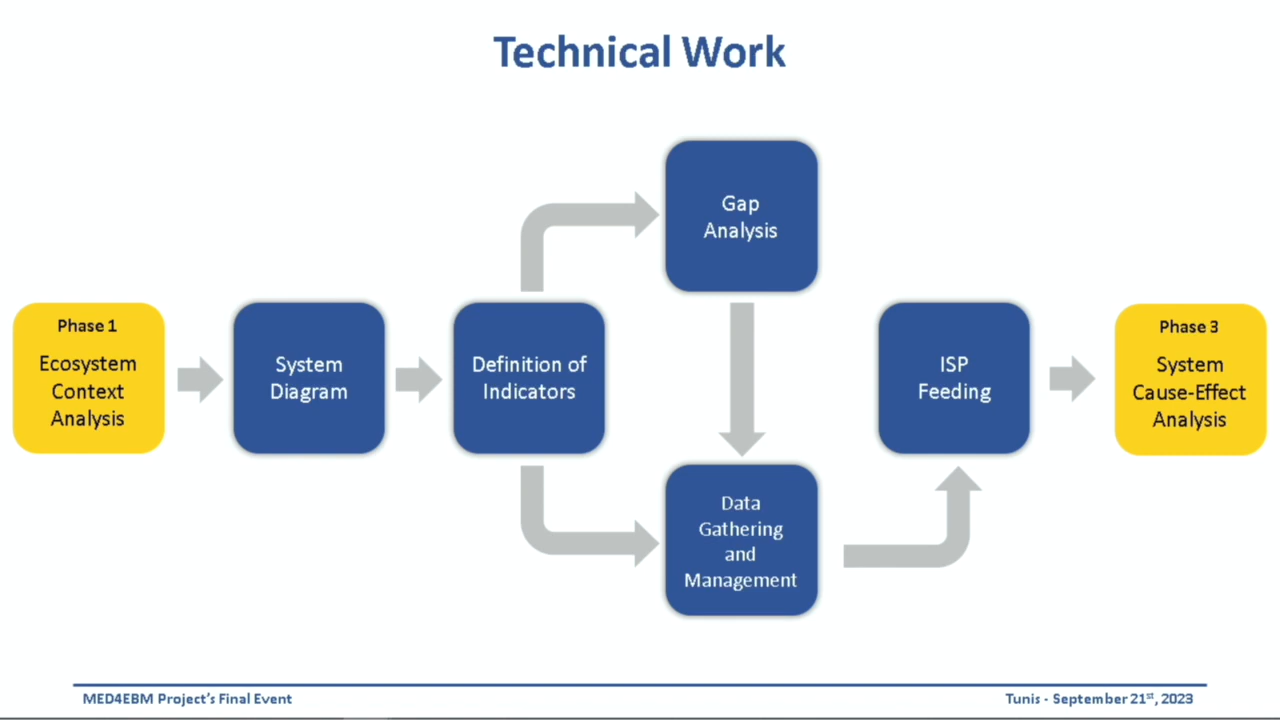 Technical Work
Gap
Analysis
Phase 1
Ecosystem
Context
Analysis
System
Diagram
Definition of
Indicators
ISP
Feeding
Phase 3
System
Cause-Effect
Analysis
Data
Gathering
and
Management
MED4EBM Project's Final Event
Tunis - September 21st, 2023